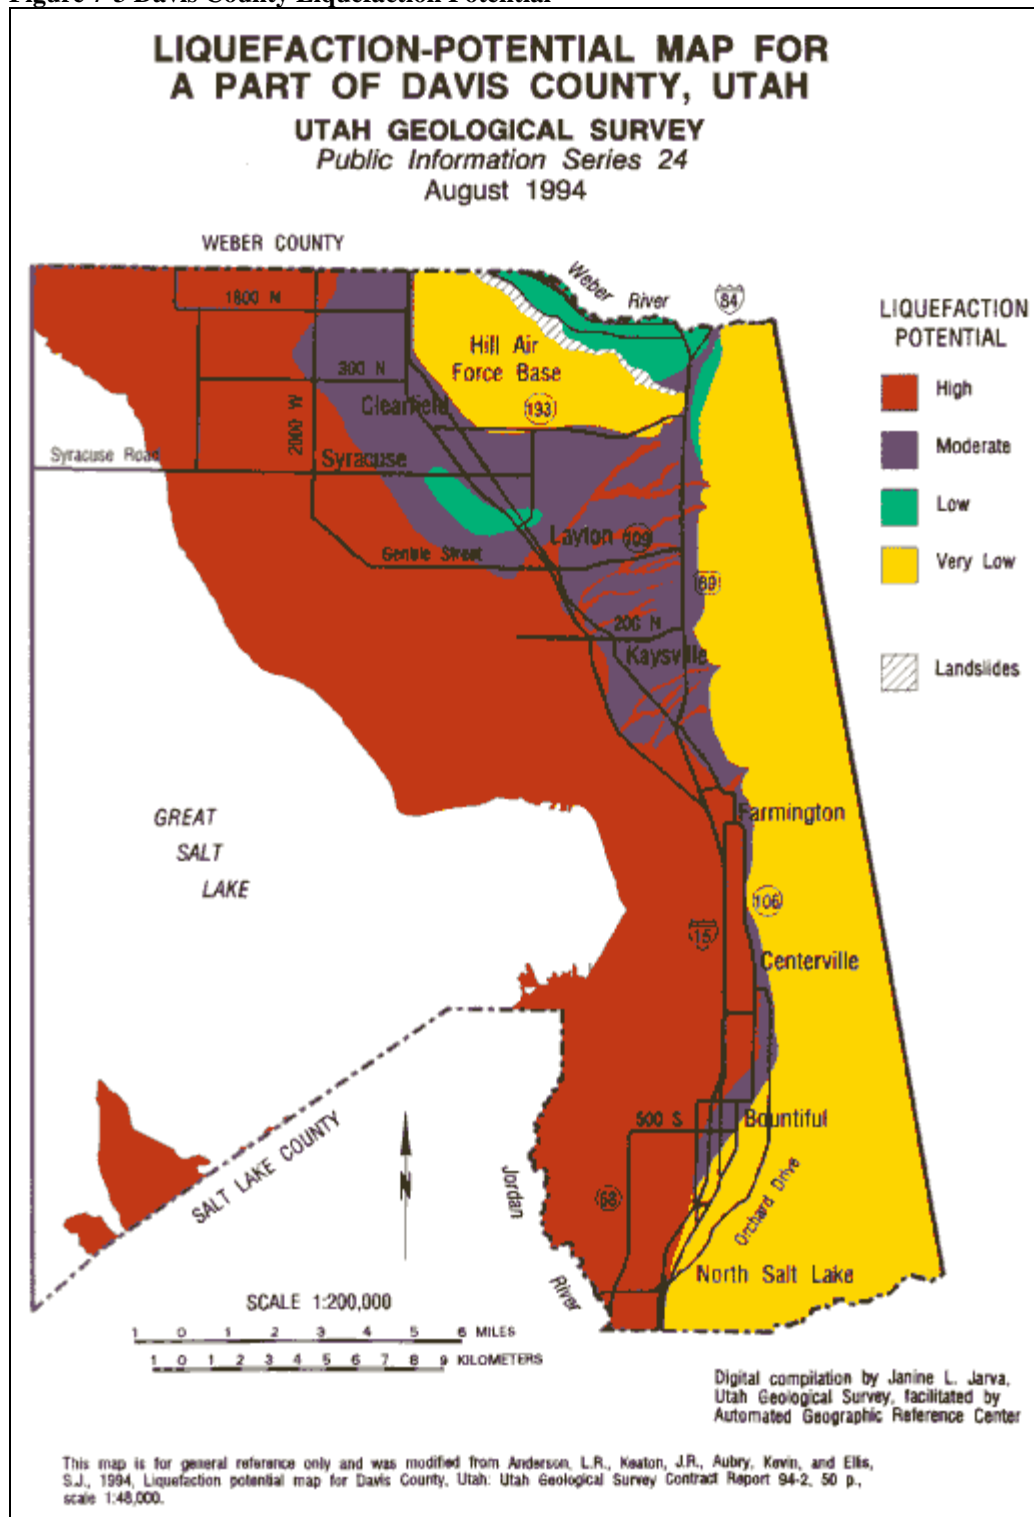 Figure 7-3 Davis County Liquefaction Potential
LIQUEFACTION-POTENTIAL MAP FOR
A PART OF DAVIS COUNTY, UTAH
UTAH GEOLOGICAL SURVEY
Public Information Series 24
August 1994
WEBER COUNTY
Weber River
84
1800 N
LIQUEFACTION
POTENTIAL
Hill Air
Force Base
300 N
High
Clearfield
193
2000 W
Moderate
Syracuse Road
Syracuse
Low
Layton
109
Gentile Street
Very Low
89
200 N
Kaysville
Landslides
GREAT
SALT
LAKE
Farmington
106
15
Centerville
500 S
Bountiful
SALT LAKE COUNTY
N
Jordan
River
68
Orchard Drive
North Salt Lake
SCALE 1:200,000
1 0 1 2 3 4 5 6 MILES
1 0 1 2 3 4 5 6 7 8 9 KILOMETERS
Digital compilation by Janine L. Jarva,
Utah Geological Survey, facilitated by
Automated Geographic Reference Center
This map is for general reference only and was modified from Anderson, L.R., Keaton, J.R., Aubry, Kevin, and Ellis,
S.J., 1994, Liquefaction potential map for Davis County, Utah: Utah Geological Survey Contract Report 94-2, 50 p.,
scale 1:48,000.